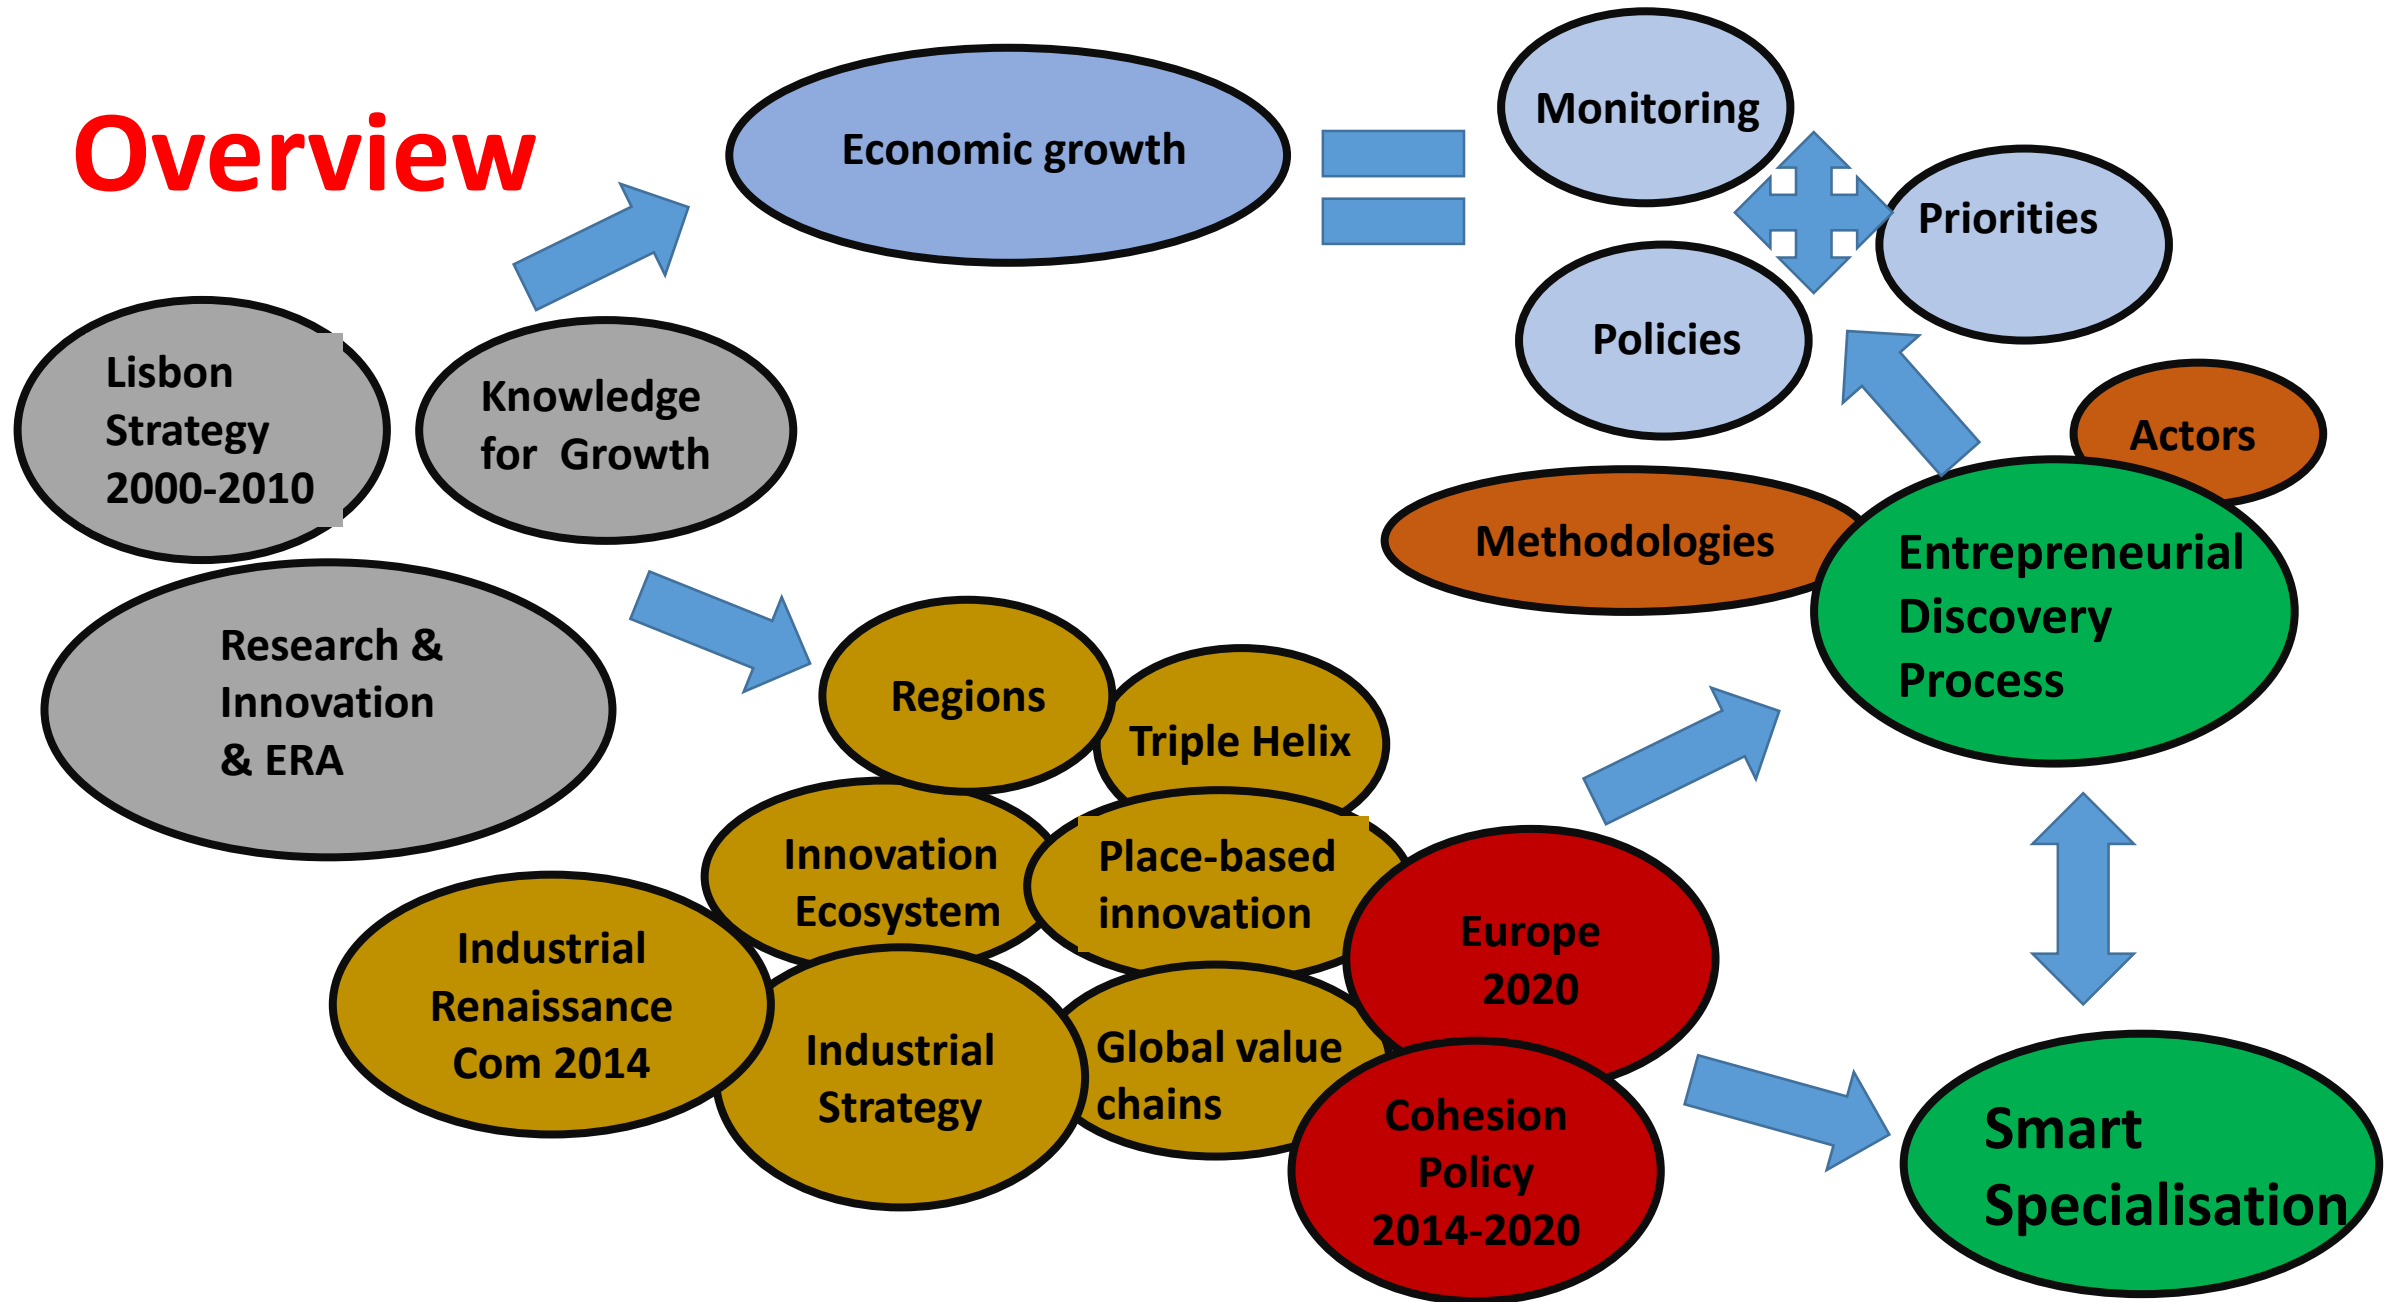 Overview
Economic growth
Monitoring
Priorities
Policies
Lisbon
Strategy
2000-2010
Knowledge
for  Growth
Actors
Methodologies
Entrepreneurial
Discovery
Process
Research &
Innovation
& ERA
Regions
Triple Helix
Innovation
Ecosystem
Place-based
innovation
Europe
2020
Industrial
Renaissance
Com 2014
Industrial
Strategy
Global value
chains
Cohesion
Policy
2014-2020
Smart
Specialisation